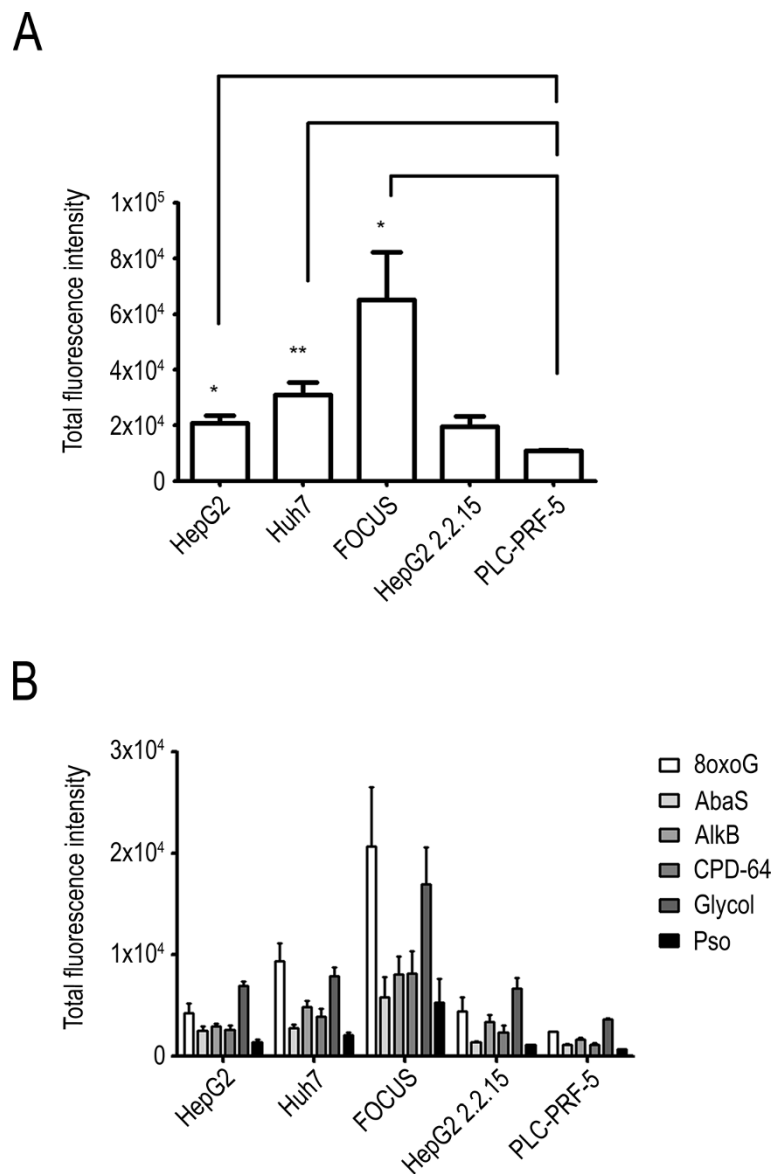 A
Total fluorescence intensity
1x10⁵
8x10⁴
6x10⁴
4x10⁴
2x10⁴
0
*
**
*
HepG2
Huh7
FOCUS
HepG2 2.2.15
PLC-PRF-5
B
Total fluorescence intensity
3x10⁴
2x10⁴
1x10⁴
0
HepG2
Huh7
FOCUS
HepG2 2.2.15
PLC-PRF-5
8oxoG
AbaS
AlkB
CPD-64
Glycol
Pso